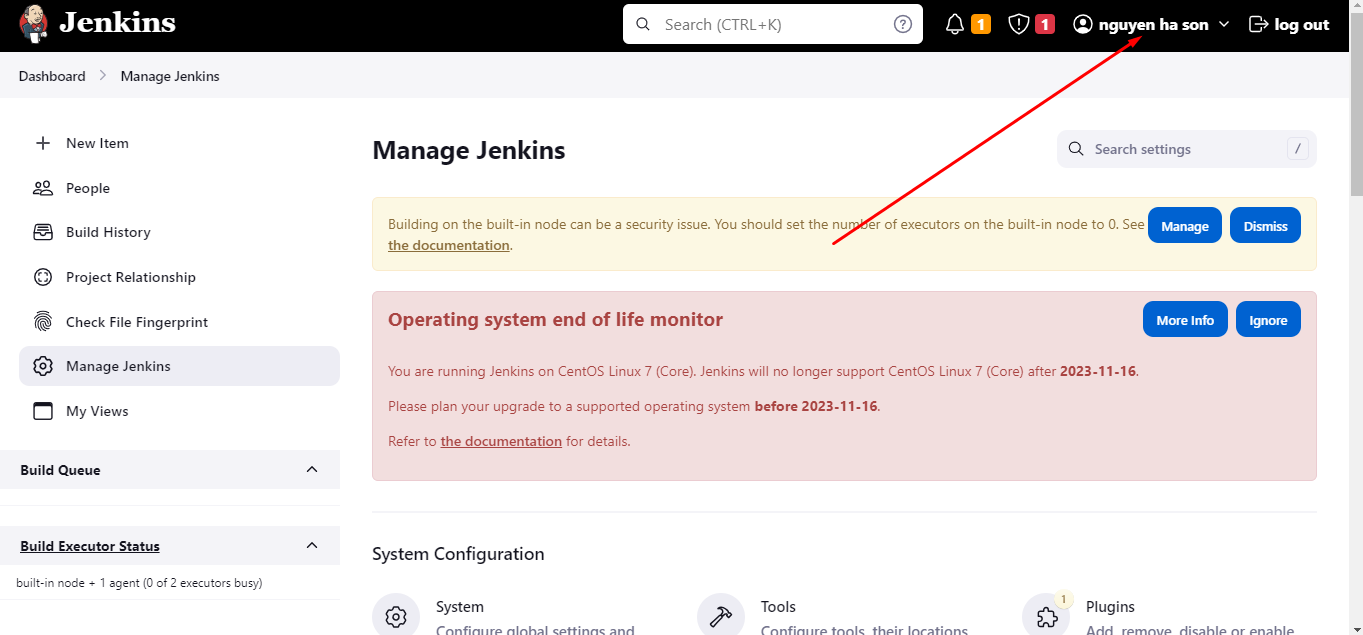 Jenkins
Search (CTRL+K)
?
1
1
nguyen ha son
log out
Dashboard
Manage Jenkins
New Item
People
Build History
Project Relationship
Check File Fingerprint
Manage Jenkins
My Views
Build Queue
Build Executor Status
built-in node + 1 agent (0 of 2 executors busy)
Manage Jenkins
Search settings
/
Building on the built-in node can be a security issue. You should set the number of executors on the built-in node to 0. See
the documentation.
Manage
Dismiss
Operating system end of life monitor
More Info
Ignore
You are running Jenkins on CentOS Linux 7 (Core). Jenkins will no longer support CentOS Linux 7 (Core) after 2023-11-16.
Please plan your upgrade to a supported operating system before 2023-11-16.
Refer to the documentation for details.
System Configuration
System
Configure global settings and
Tools
Configure tools, their locations
1
Plugins
Add, remove, disable or enable